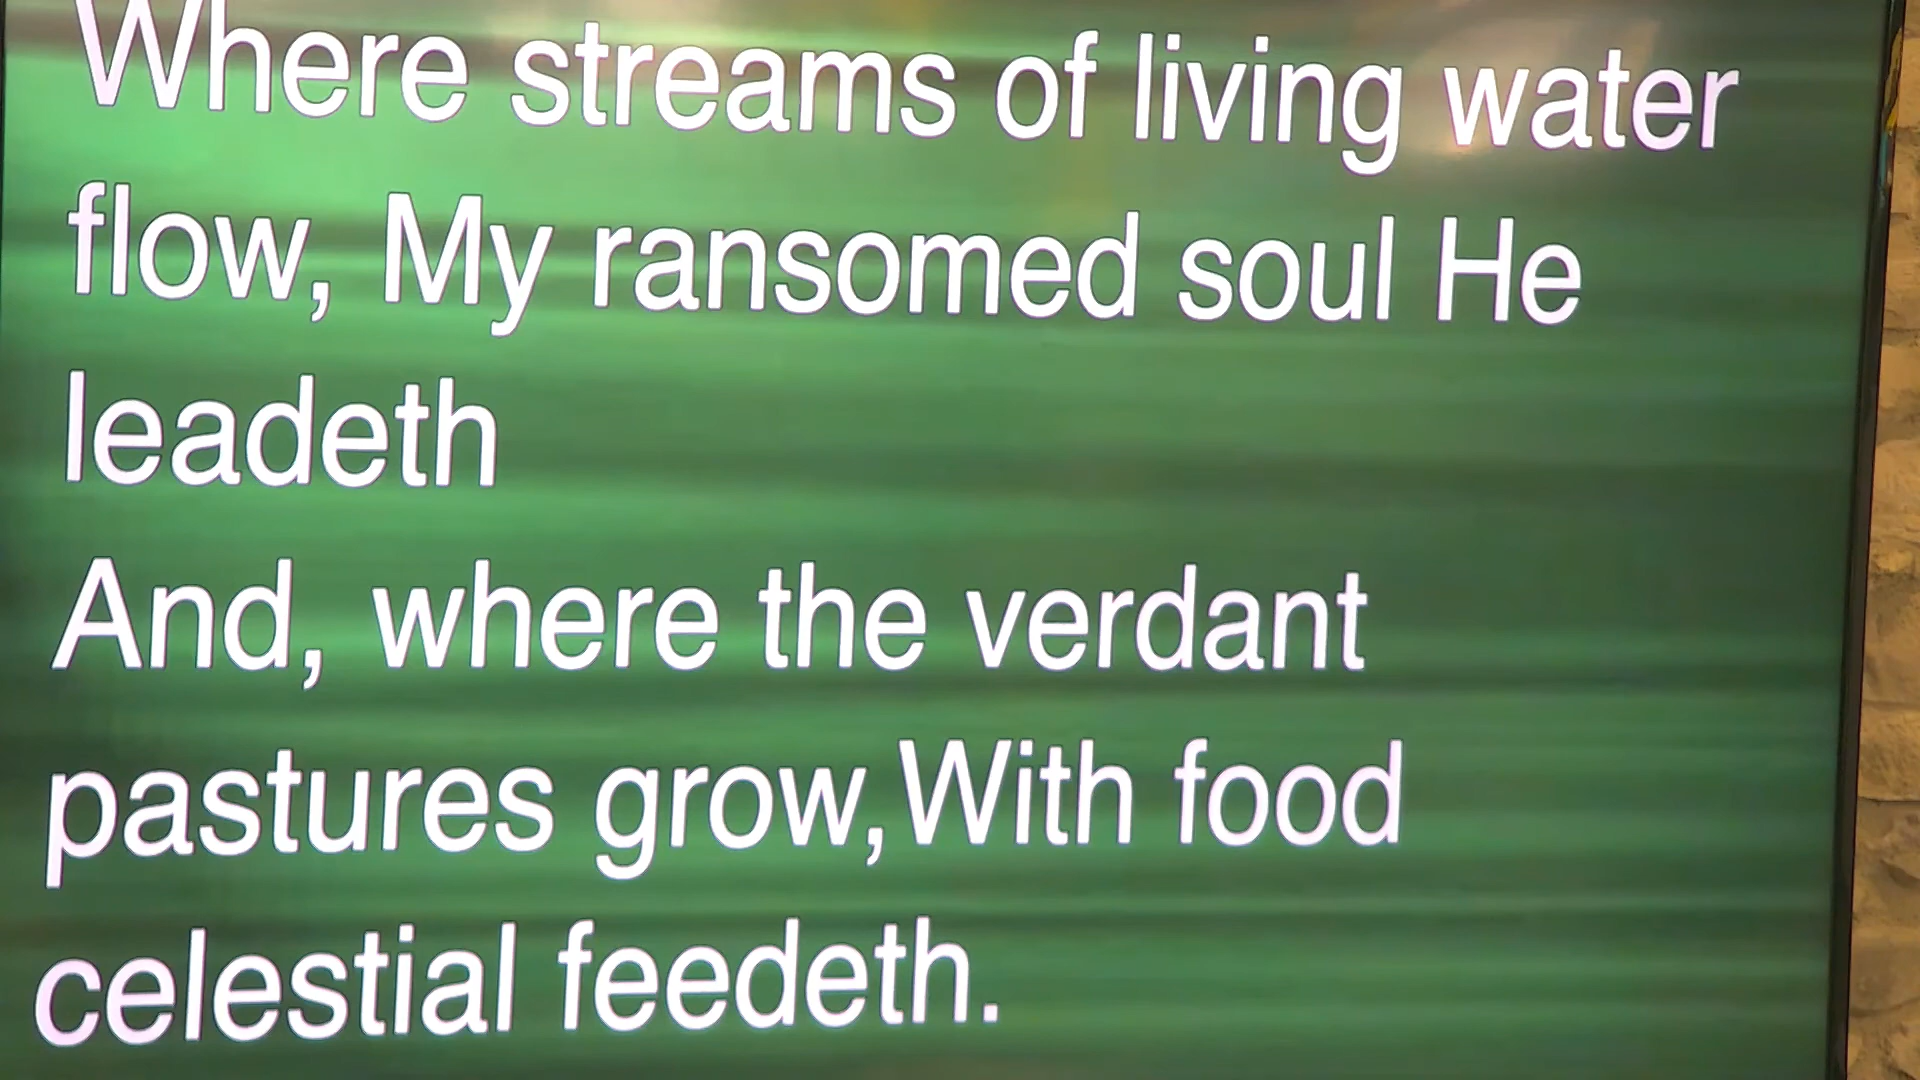 Where streams of living water
flow, My ransomed soul He
leadeth
And, where the verdant
pastures grow,With food
celestial feedeth.